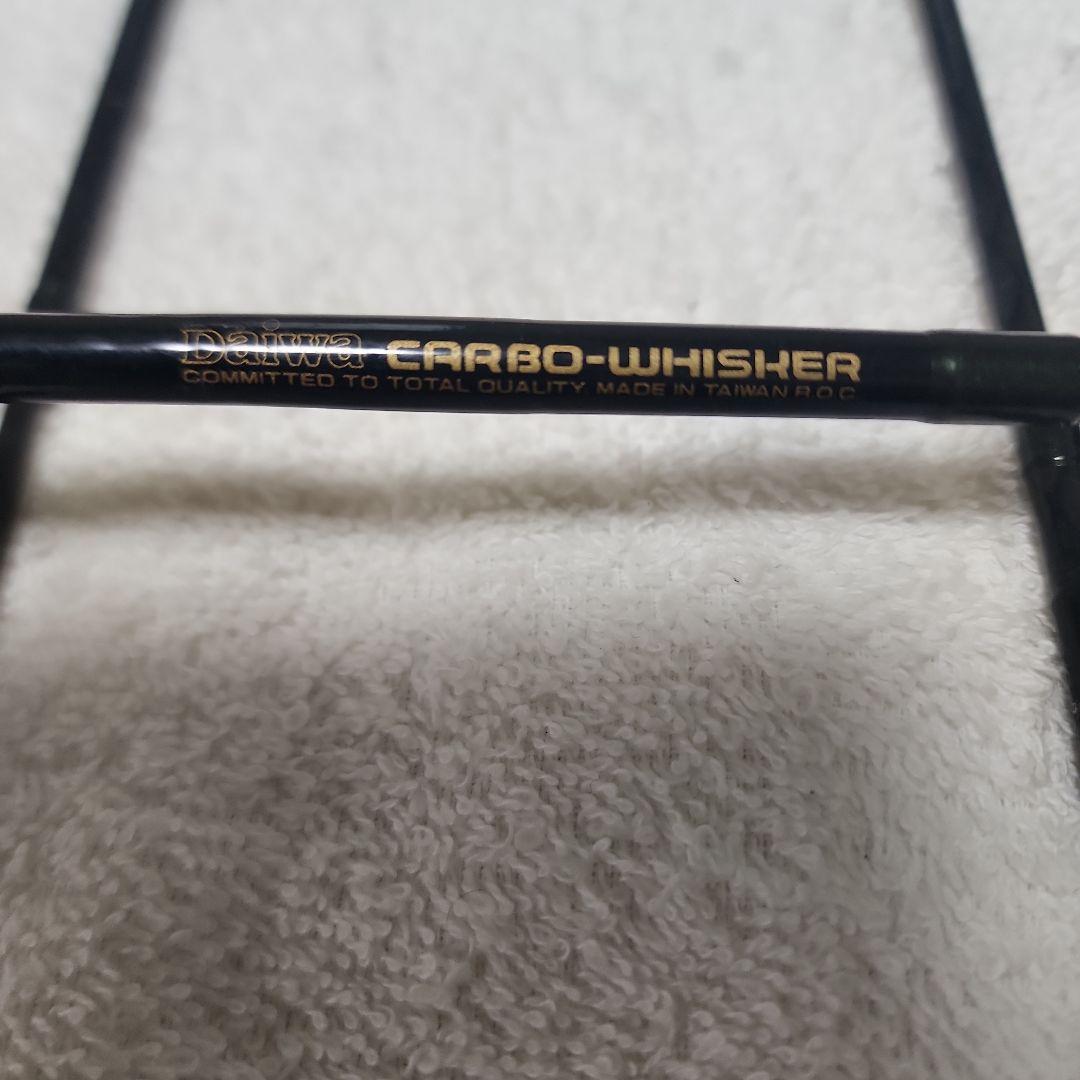 Daiwa CARBO-WHISKER
COMMITTED TO TOTAL QUALITY. MADE IN TAIWAN R.O.C